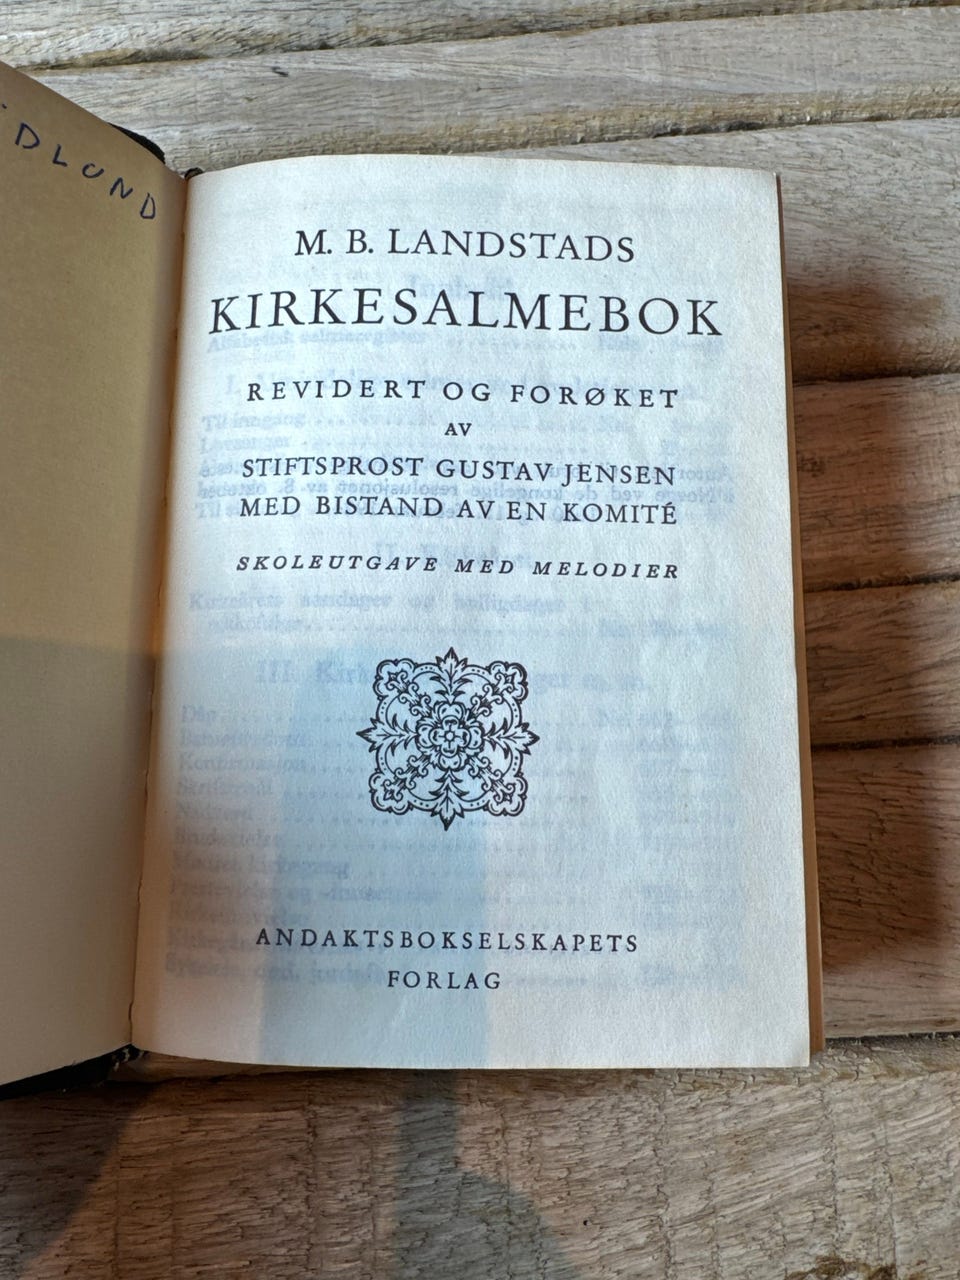 DLUND
M. B. LANDSTADS
KIRKESALMEBOK
REVIDERT OG FORØKET
AV
STIFTSPROST GUSTAV JENSEN
MED BISTAND AV EN KOMITÉ
SKOLEUTGAVE MED MELODIER
ANDAKTSBOKSELSKAPETS
FORLAG